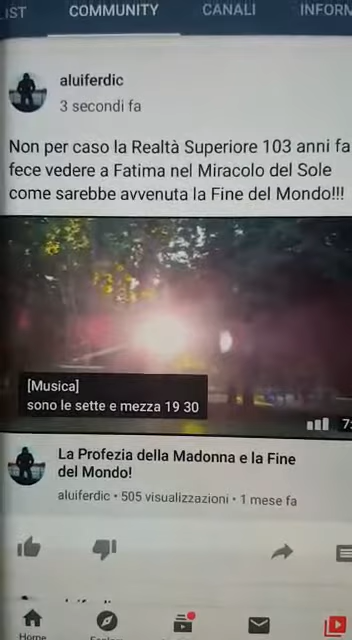 IST COMMUNITY CANALI INFORM
aluiferdic
3 secondi fa
Non per caso la Realtà Superiore 103 anni fa
fece vedere a Fatima nel Miracolo del Sole
come sarebbe avvenuta la Fine del Mondo!!!
[Musica]
sono le sette e mezza 19 30
7:
La Profezia della Madonna e la Fine
del Mondo!
aluiferdic • 505 visualizzazioni • 1 mese fa
Home